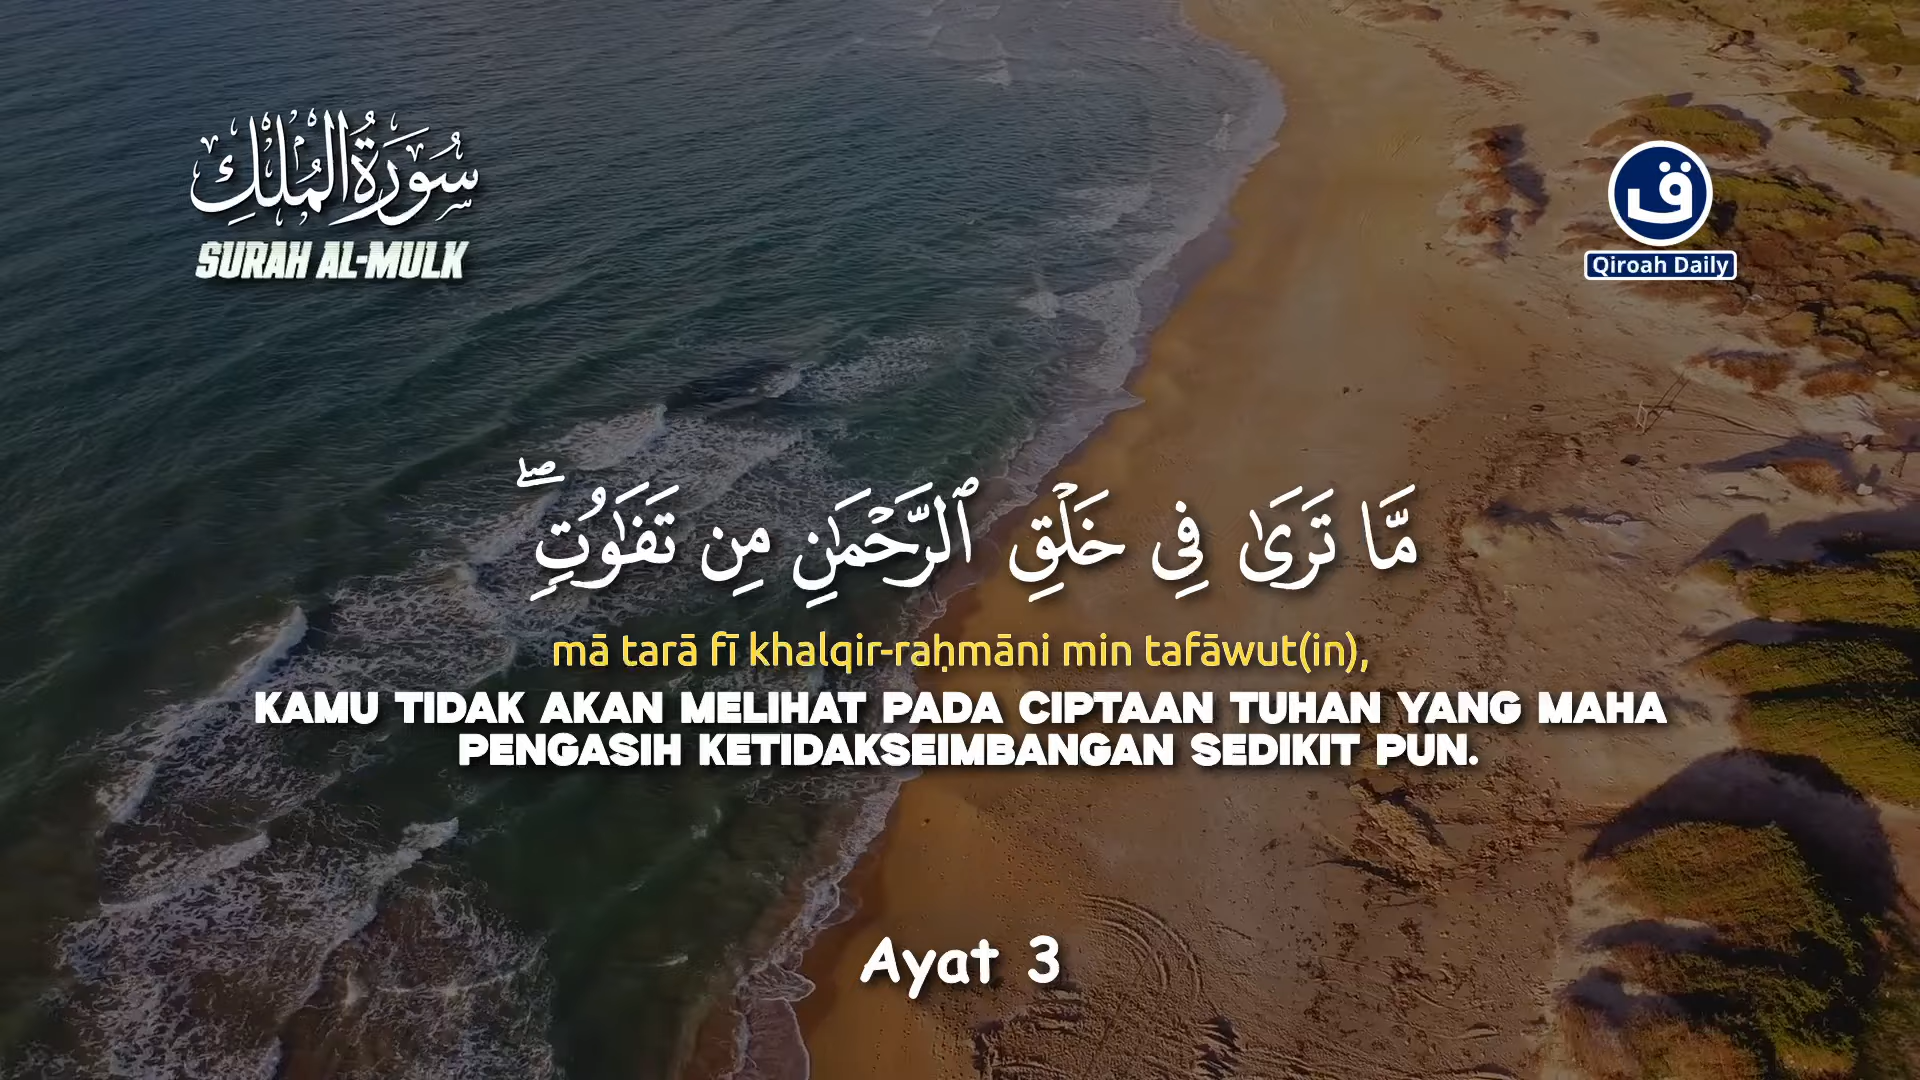 سُورَةُ الْمُلْكِ
SURAH AL-MULK
ق
Qiroah Daily
مَّا تَرَىٰ فِي خَلْقِ ٱلرَّحْمَـٰنِ مِن تَفَـٰوُتٍ ۖ
mā tarā fī khalqir-raḥmāni min tafāwut(in),
KAMU TIDAK AKAN MELIHAT PADA CIPTAAN TUHAN YANG MAHA
PENGASIH KETIDAKSEIMBANGAN SEDIKIT PUN.
Ayat 3